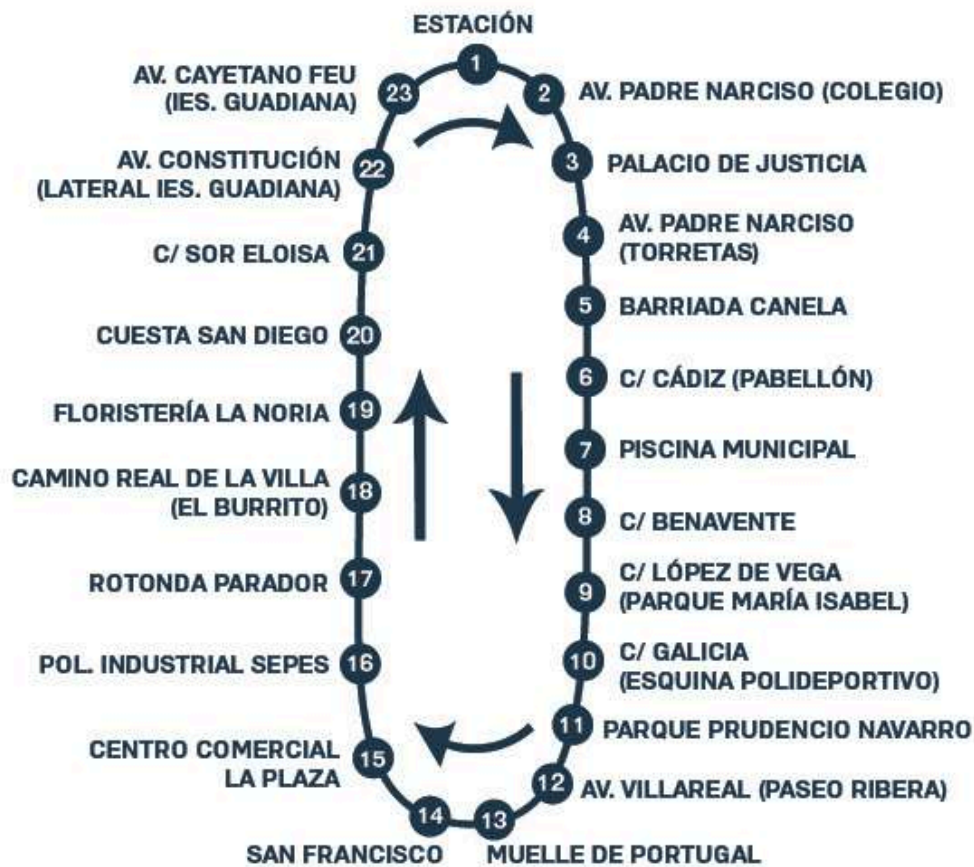 ESTACIÓN
1
2
AV. PADRE NARCISO (COLEGIO)
3
PALACIO DE JUSTICIA
4
AV. PADRE NARCISO
(TORRETAS)
5
BARRIADA CANELA
6
C/ CÁDIZ (PABELLÓN)
7
PISCINA MUNICIPAL
8
C/ BENAVENTE
9
C/ LÓPEZ DE VEGA
(PARQUE MARÍA ISABEL)
10
C/ GALICIA
(ESQUINA POLIDEPORTIVO)
11
PARQUE PRUDENCIO NAVARRO
12
AV. VILLAREAL (PASEO RIBERA)
13
MUELLE DE PORTUGAL
14
SAN FRANCISCO
15
CENTRO COMERCIAL
LA PLAZA
16
POL. INDUSTRIAL SEPES
17
ROTONDA PARADOR
18
CAMINO REAL DE LA VILLA
(EL BURRITO)
19
FLORISTERÍA LA NORIA
20
CUESTA SAN DIEGO
21
C/ SOR ELOISA
22
AV. CONSTITUCIÓN
(LATERAL IES. GUADIANA)
23
AV. CAYETANO FEU
(IES. GUADIANA)